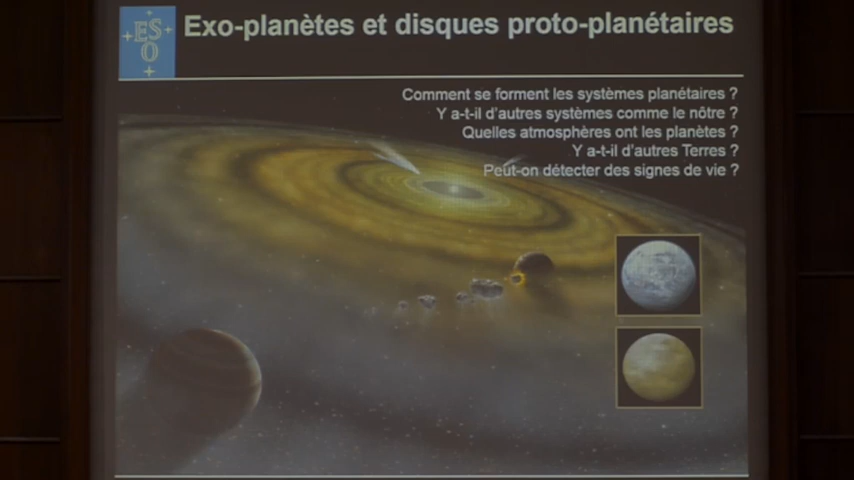 ESO
Exo-planètes et disques proto-planétaires
Comment se forment les systèmes planétaires ?
Y a-t-il d'autres systèmes comme le nôtre ?
Quelles atmosphères ont les planètes ?
Y a-t-il d'autres Terres ?
Peut-on détecter des signes de vie ?